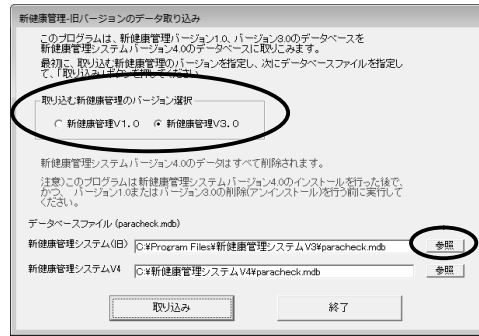 新健康管理-旧バージョンのデータ取り込み
このプログラムは、新健康管理バージョン1.0、バージョン3.0のデータベースを
新健康管理システムバージョン4.0のデータベースに取りこみます。
最初に、取り込む新健康管理のバージョンを指定し、次にデータベースファイルを指定し
て、「取り込み」ボタンを押してください。
取り込む新健康管理のバージョン選択
新健康管理V1.0 新健康管理V3.0
新健康管理システムバージョン4.0のデータはすべて削除されます。
注意)このプログラムは新健康管理システムバージョン4.0のインストールを行った後で、
かつ、バージョン1.0またはバージョン3.0の削除(アンインストール)を行う前に実行して
ください。
データベースファイル (paracheck.mdb)
新健康管理システム(旧) C:¥Program Files¥新健康管理システムV3¥paracheck.mdb 参照
新健康管理システムV4 C:¥新健康管理システムV4¥paracheck.mdb 参照
取り込み 終了